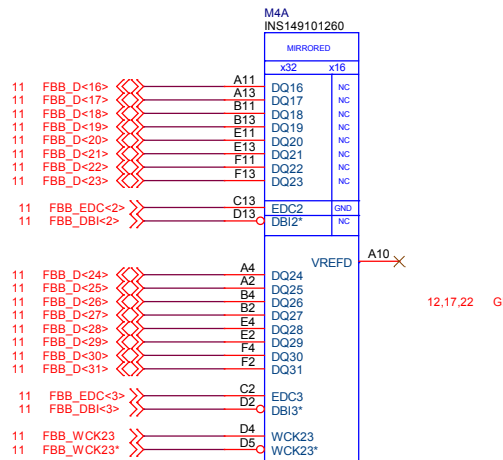 M4A
INS149101260
MIRRORED
x32 x16
11 FBB_D<16> A11 DQ16 NC
11 FBB_D<17> A13 DQ17 NC
11 FBB_D<18> B11 DQ18 NC
11 FBB_D<19> B13 DQ19 NC
11 FBB_D<20> E11 DQ20 NC
11 FBB_D<21> E13 DQ21 NC
11 FBB_D<22> F11 DQ22 NC
11 FBB_D<23> F13 DQ23 NC
11 FBB_EDC<2> C13 EDC2 GND
11 FBB_DBI<2> D13 DBI2* NC
VREFD A10
11 FBB_D<24> A4 DQ24
11 FBB_D<25> A2 DQ25
11 FBB_D<26> B4 DQ26 12,17,22 G
11 FBB_D<27> B2 DQ27
11 FBB_D<28> E4 DQ28
11 FBB_D<29> E2 DQ29
11 FBB_D<30> F4 DQ30
11 FBB_D<31> F2 DQ31
11 FBB_EDC<3> C2 EDC3
11 FBB_DBI<3> D2 DBI3*
11 FBB_WCK23 D4 WCK23
11 FBB_WCK23* D5 WCK23*